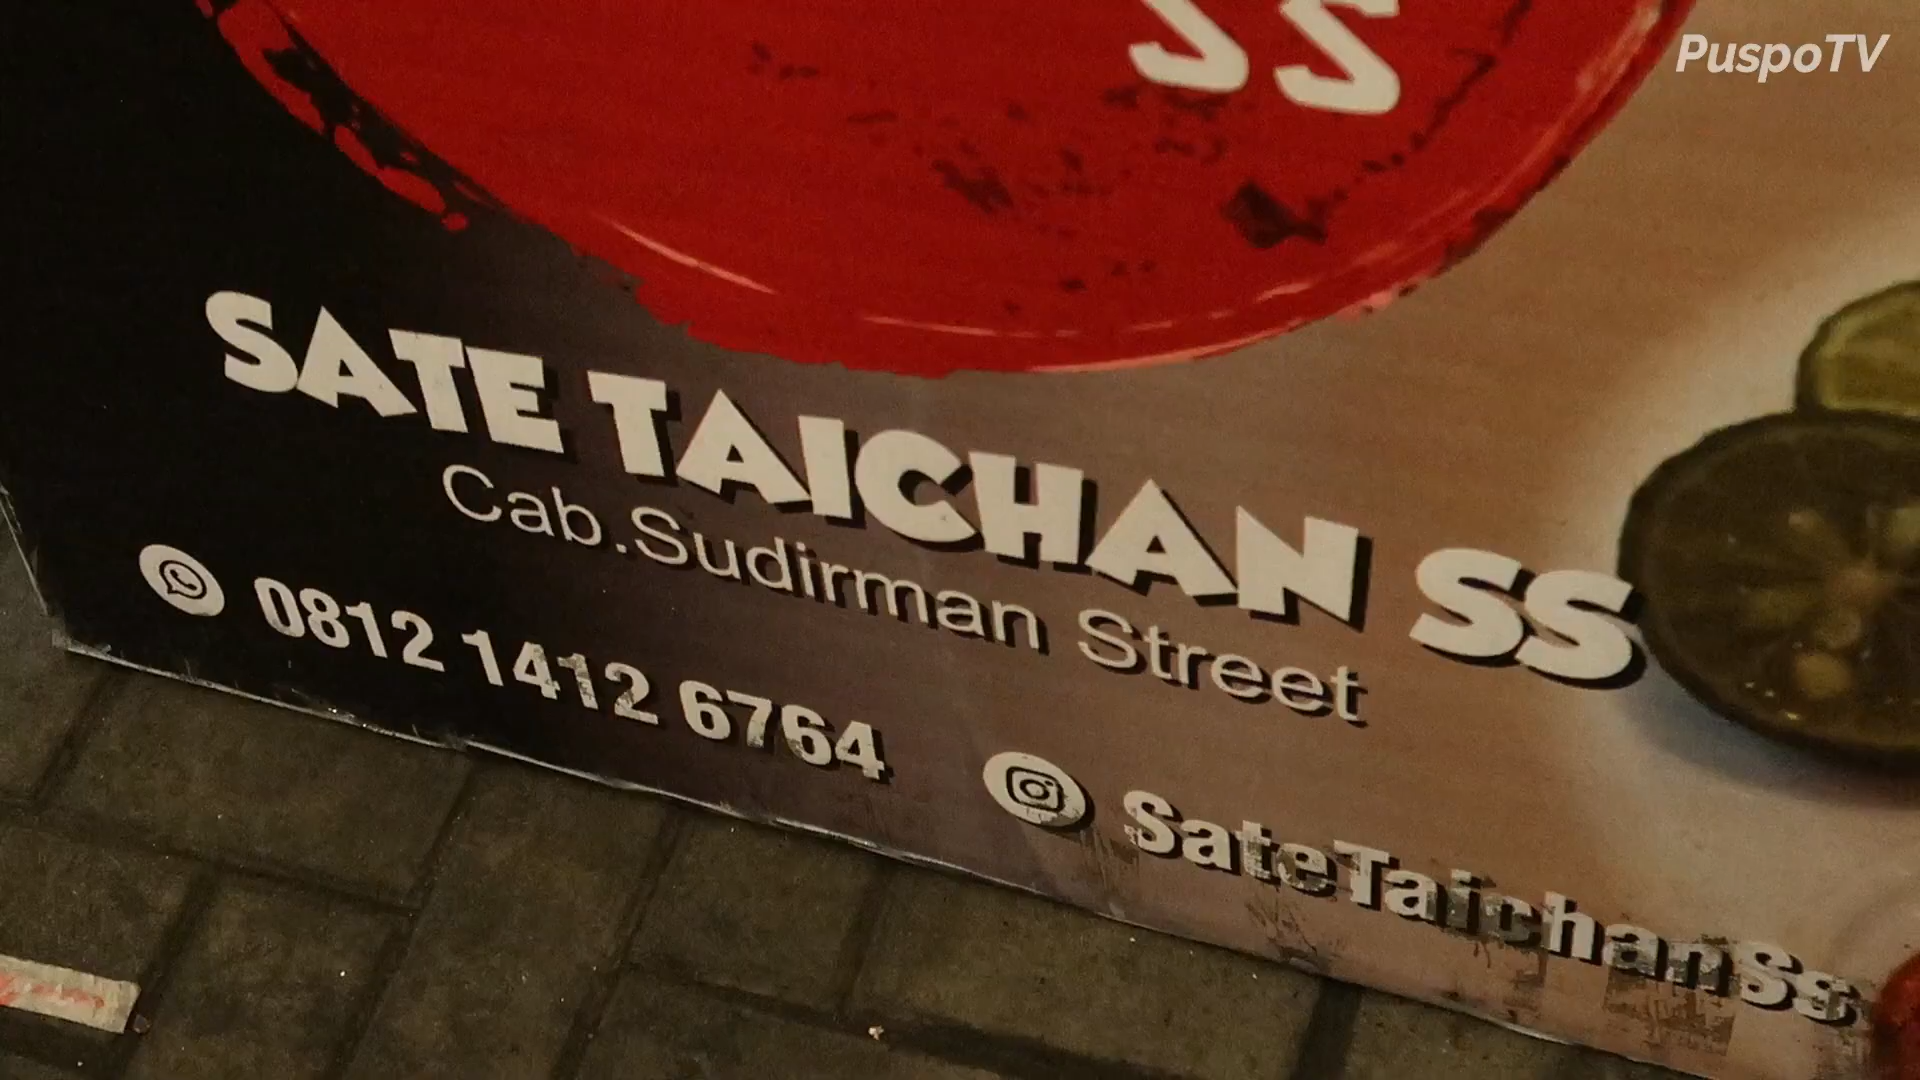 SS
PuspoTV
SATE TAICHAN SS
Cab.Sudirman Street
0812 1412 6764
SateTaichanSs